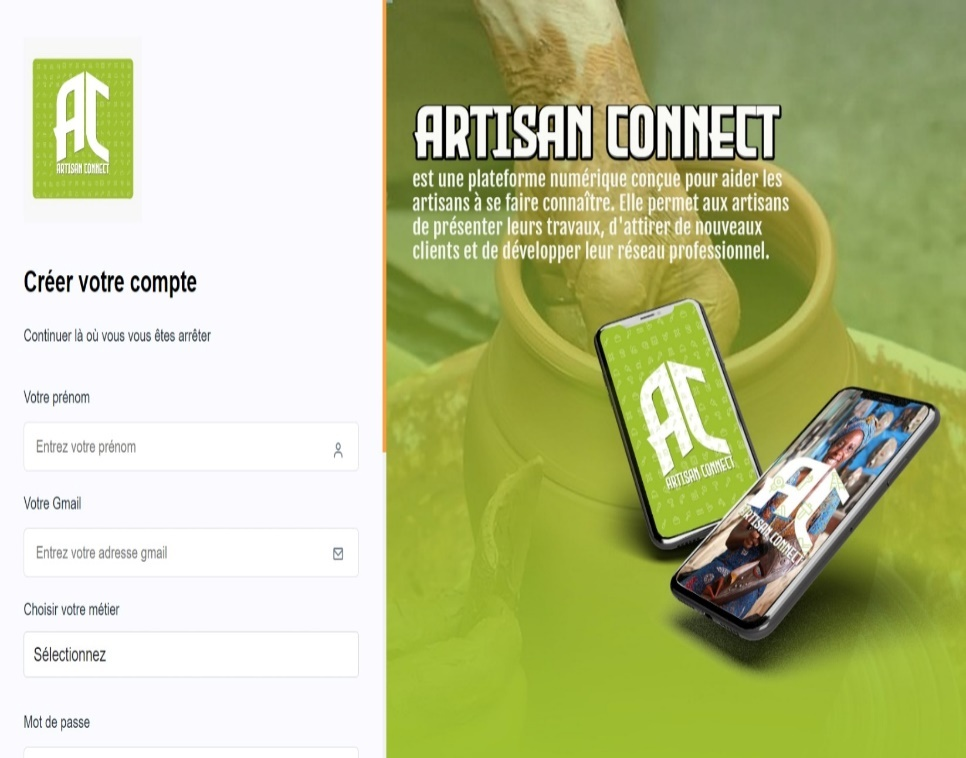 AC
ARTISAN CONNECT
Créer votre compte
Continuer là où vous vous êtes arrêter
Votre prénom
Entrez votre prénom
Votre Gmail
Entrez votre adresse gmail
Choisir votre métier
Sélectionnez
Mot de passe
ARTISAN CONNECT
est une plateforme numérique conçue pour aider les
artisans à se faire connaître. Elle permet aux artisans
de présenter leurs travaux, d'attirer de nouveaux
clients et de développer leur réseau professionnel.
AC
ARTISAN CONNECT
AC
ARTISAN CONNECT